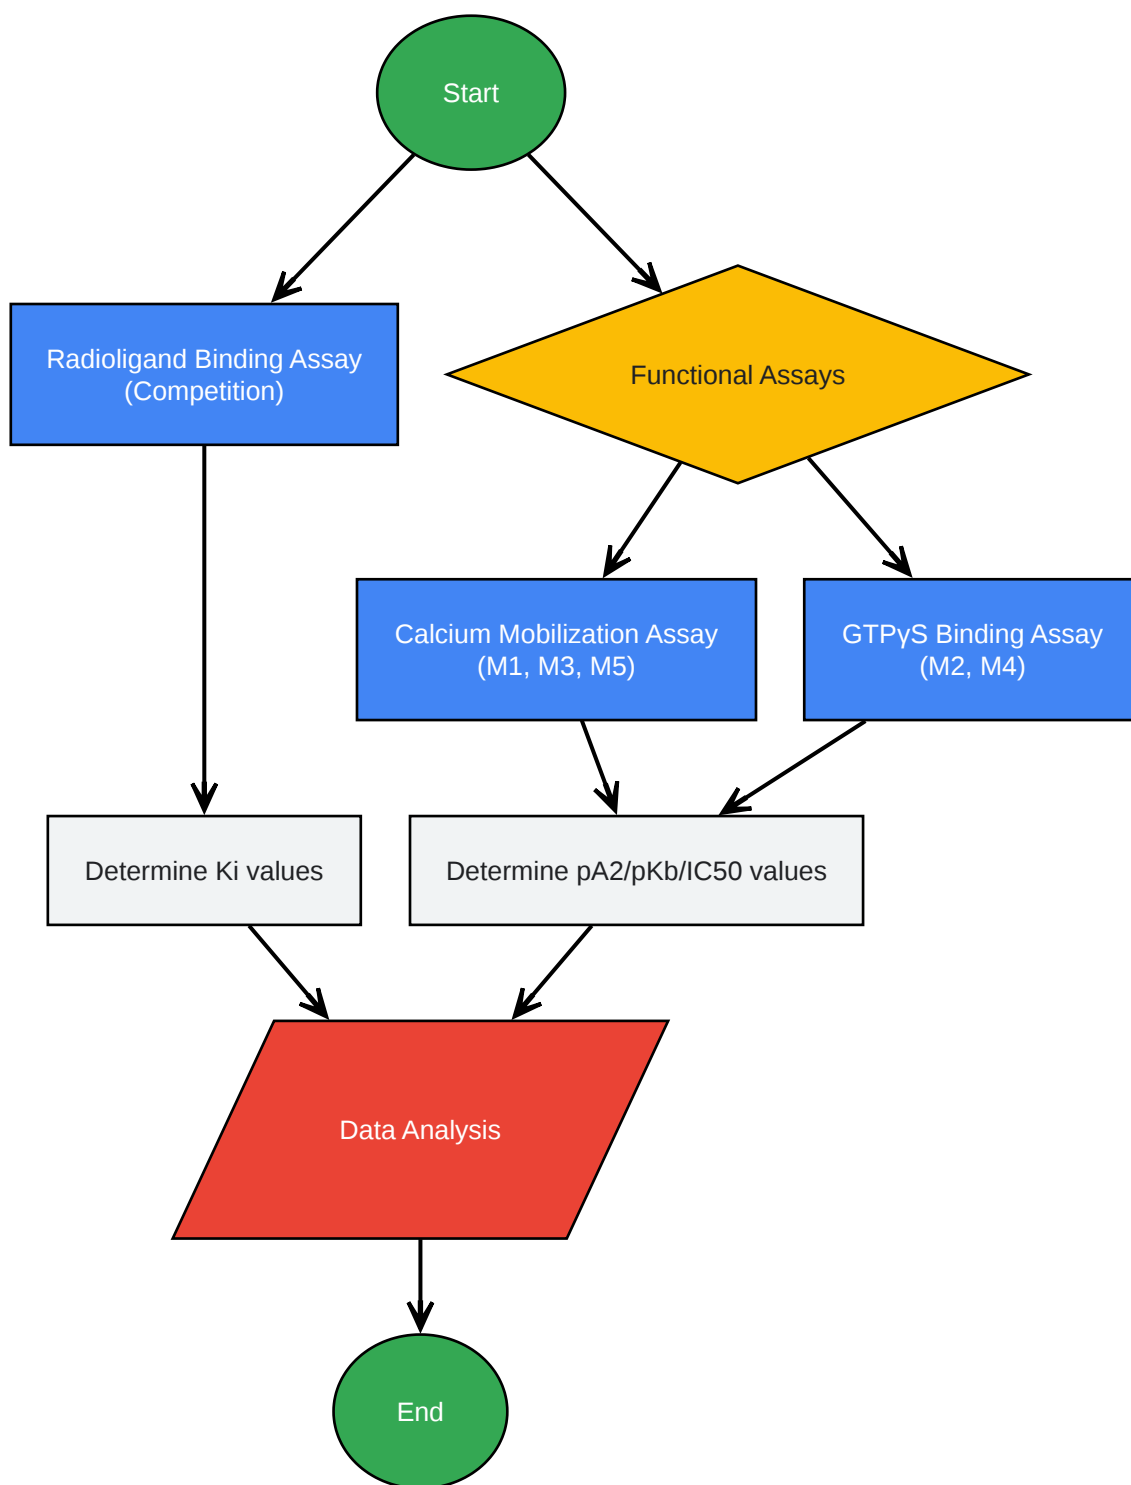 Start
Radioligand Binding Assay
(Competition)
Functional Assays
Calcium Mobilization Assay
(M1, M3, M5)
GTPγS Binding Assay
(M2, M4)
Determine Ki values
Determine pA2/pKb/IC50 values
Data Analysis
End